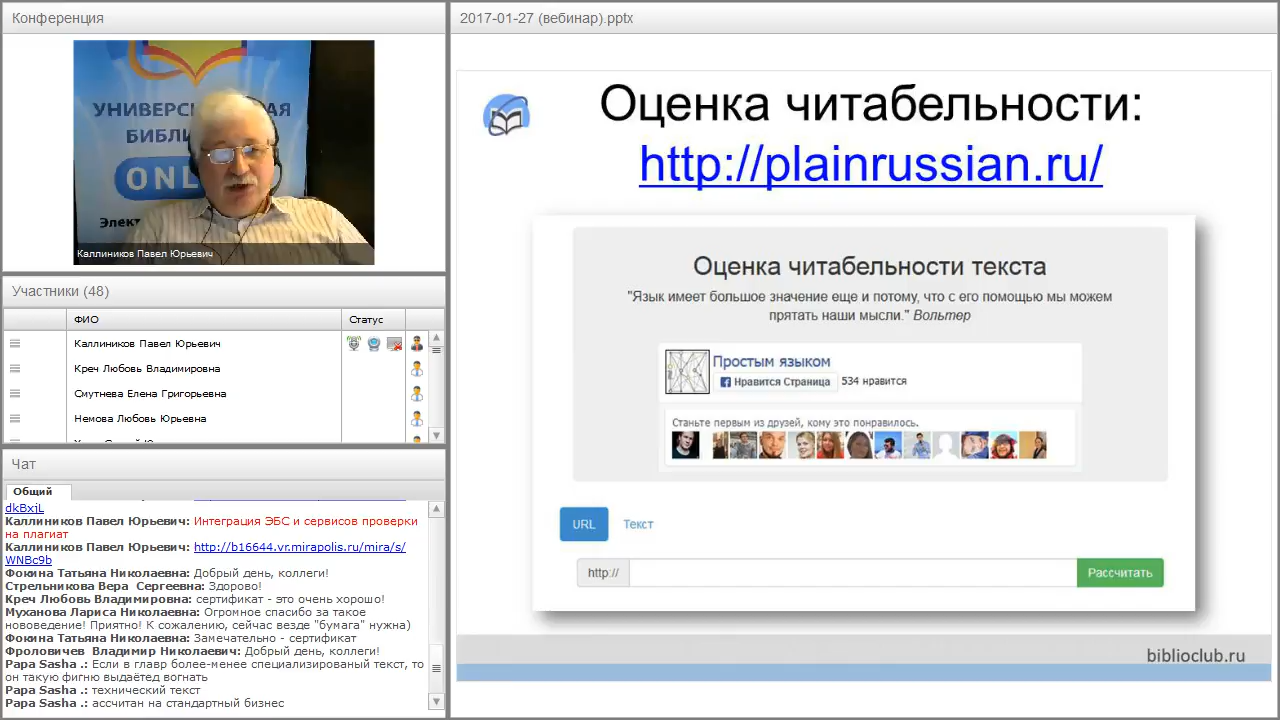 Конференция
УНИВЕРС
АЯ
БИБЛ
ONL
Элект
Каллиников Павел Юрьевич
Участники (48)
ФИО
Статус
Каллиников Павел Юрьевич
Креч Любовь Владимировна
Смутнева Елена Григорьевна
Немова Любовь Юрьевна
Чат
Общий
dkBxjL
Каллиников Павел Юрьевич: Интеграция ЭБС и сервисов проверки
на плагиат
Каллиников Павел Юрьевич: http://b16644.vr.mirapolis.ru/mira/s/
WNBc9b
Фокина Татьяна Николаевна: Добрый день, коллеги!
Стрельникова Вера Сергеевна: Здорово!
Креч Любовь Владимировна: сертификат - это очень хорошо!
Муханова Лариса Николаевна: Огромное спасибо за такое
нововедение! Приятно! К сожалению, сейчас везде "бумага" нужна)
Фокина Татьяна Николаевна: Замечательно - сертификат
Фроловичев Владимир Николаевич: Добрый день, коллеги!
Papa Sasha .: Если в главр более-менее специализированый текст, то
он такую фигню выдаётед вогнать
Papa Sasha .: технический текст
Papa Sasha .: ассчитан на стандартный бизнес
2017-01-27 (вебинар).pptx
Оценка читабельности:
http://plainrussian.ru/
Оценка читабельности текста
"Язык имеет большое значение еще и потому, что с его помощью мы можем
прятать наши мысли." Вольтер
Простым языком
Нравится Страница 534 нравится
Станьте первым из друзей, кому это понравилось.
URL Текст
http:// Рассчитать
biblioclub.ru